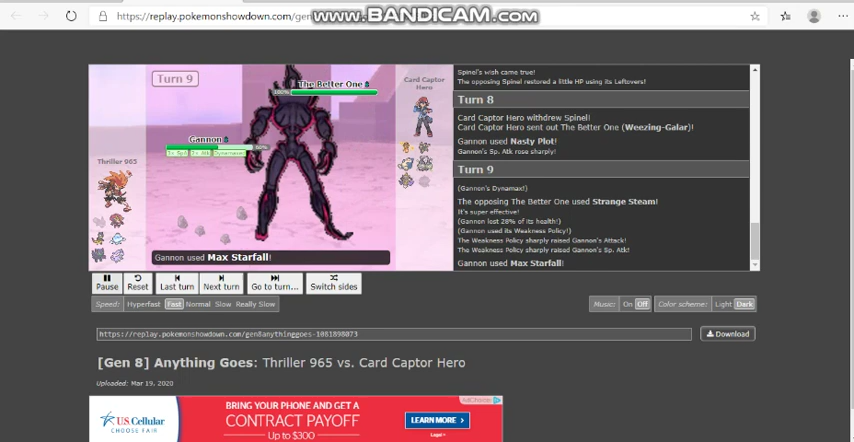 https://replay.pokemonshowdown.com/gen
www.BANDICAM.com
Turn 9
The Better One
100%
Gannon
60%
Dynamaxed
Thriller 965
Card Captor
Hero
Gannon used Max Starfall!
Spinel's wish came true!
The opposing Spinel restored a little HP using its Leftovers!
Turn 8
Card Captor Hero withdrew Spinel!
Card Captor Hero sent out The Better One (Weezing-Galar)!
Gannon used Nasty Plot!
Gannon's Sp. Atk rose sharply!
Turn 9
(Gannon's Dynamax!)
The opposing The Better One used Strange Steam!
It's super effective!
(Gannon lost 28% of its health!)
(Gannon used its Weakness Policy!)
The Weakness Policy sharply raised Gannon's Attack!
The Weakness Policy sharply raised Gannon's Sp. Atk!
Gannon used Max Starfall!
Pause
Reset
Last turn
Next turn
Go to turn...
Switch sides
Speed: Hyperfast Fast Normal Slow Really Slow
Music: On Off
Color scheme: Light Dark
https://replay.pokemonshowdown.com/gen8anythinggoes-1081898073
Download
[Gen 8] Anything Goes: Thriller 965 vs. Card Captor Hero
Uploaded: Mar 19, 2020
AdChoices
US Cellular
CHOOSE FAIR
BRING YOUR PHONE AND GET A
CONTRACT PAYOFF
Up to $300
LEARN MORE
Legal